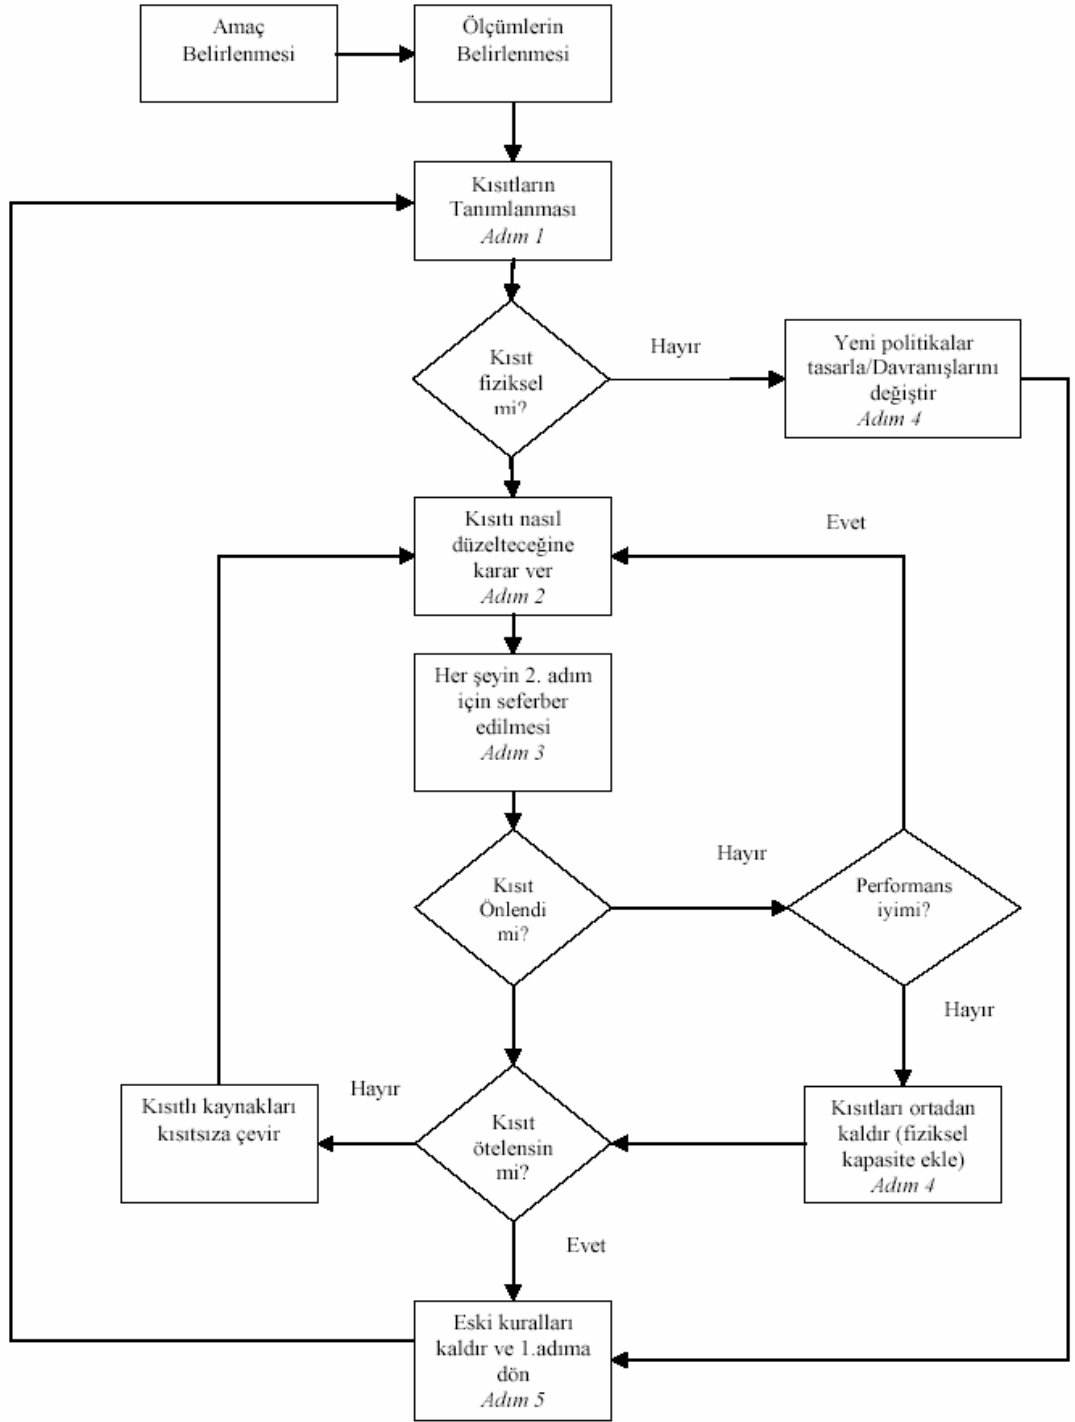 Amaç
Belirlenmesi
Ölçümlerin
Belirlenmesi
Kısıtların
Tanımlanması
Adım 1
Kısıt
fiziksel
mi?
Hayır
Yeni politikalar
tasarla/Davranışlarını
değiştir
Adım 4
Kısıtı nasıl
düzelteceğine
karar ver
Adım 2
Evet
Her şeyin 2. adım
için seferber
edilmesi
Adım 3
Kısıt
Önlendi
mi?
Hayır
Performans
iyimi?
Hayır
Kısıtlı kaynakları
kısıtsıza çevir
Hayır
Kısıt
ötelensin
mi?
Kısıtları ortadan
kaldır (fiziksel
kapasite ekle)
Adım 4
Evet
Eski kuralları
kaldır ve 1.adıma
dön
Adım 5